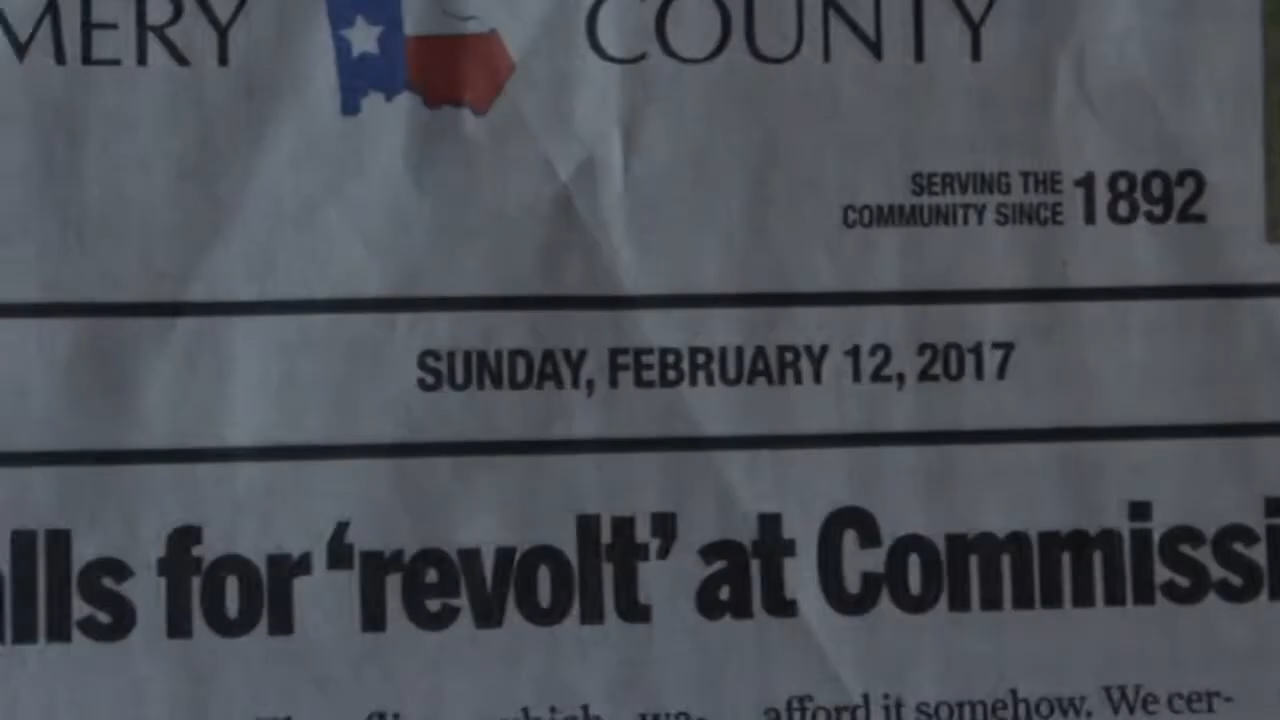 MERY COUNTY
SERVING THE
COMMUNITY SINCE 1892
SUNDAY, FEBRUARY 12, 2017
alls for 'revolt' at Commissi
which
afford it somehow. We cer-